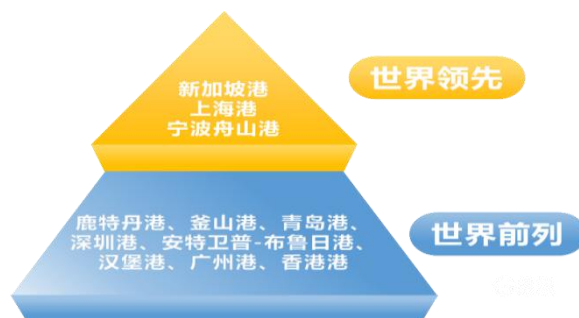 新加坡港
上海港
宁波舟山港
世界领先
鹿特丹港、釜山港、青岛港、
深圳港、安特卫普-布鲁日港、
汉堡港、广州港、香港港
世界前列